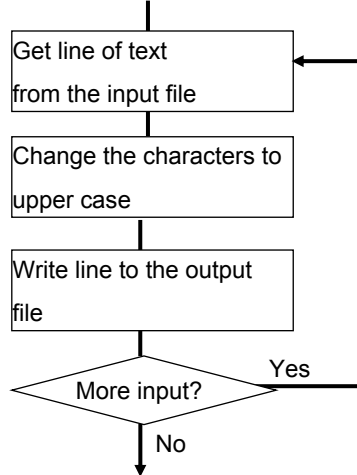 Get line of text
from the input file
Change the characters to
upper case
Write line to the output
file
Yes
More input?
No